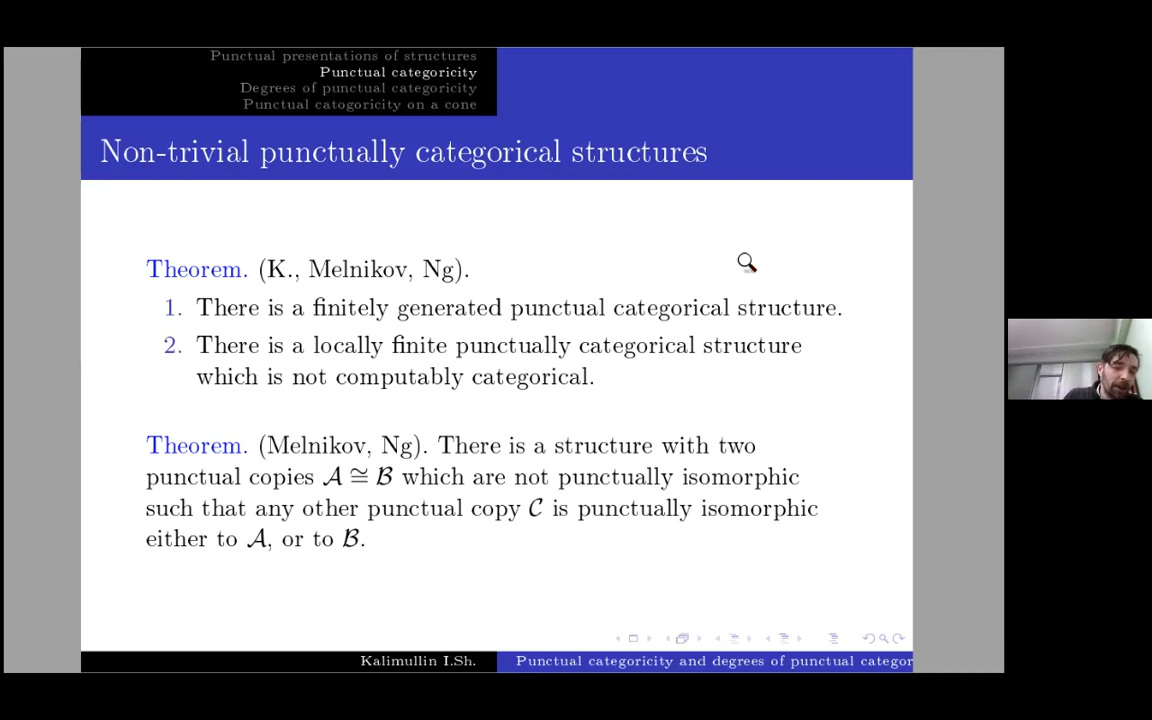 Punctual presentations of structures
Punctual categoricity
Degrees of punctual categoricity
Punctual catogoricity on a cone
Non-trivial punctually categorical structures
Theorem. (K., Melnikov, Ng).
1. There is a finitely generated punctual categorical structure.
2. There is a locally finite punctually categorical structure
which is not computably categorical.
Theorem. (Melnikov, Ng). There is a structure with two
punctual copies 𝒜 ≅ ℬ which are not punctually isomorphic
such that any other punctual copy 𝒞 is punctually isomorphic
either to 𝒜, or to ℬ.
Kalimullin I.Sh.
Punctual categoricity and degrees of punctual categor